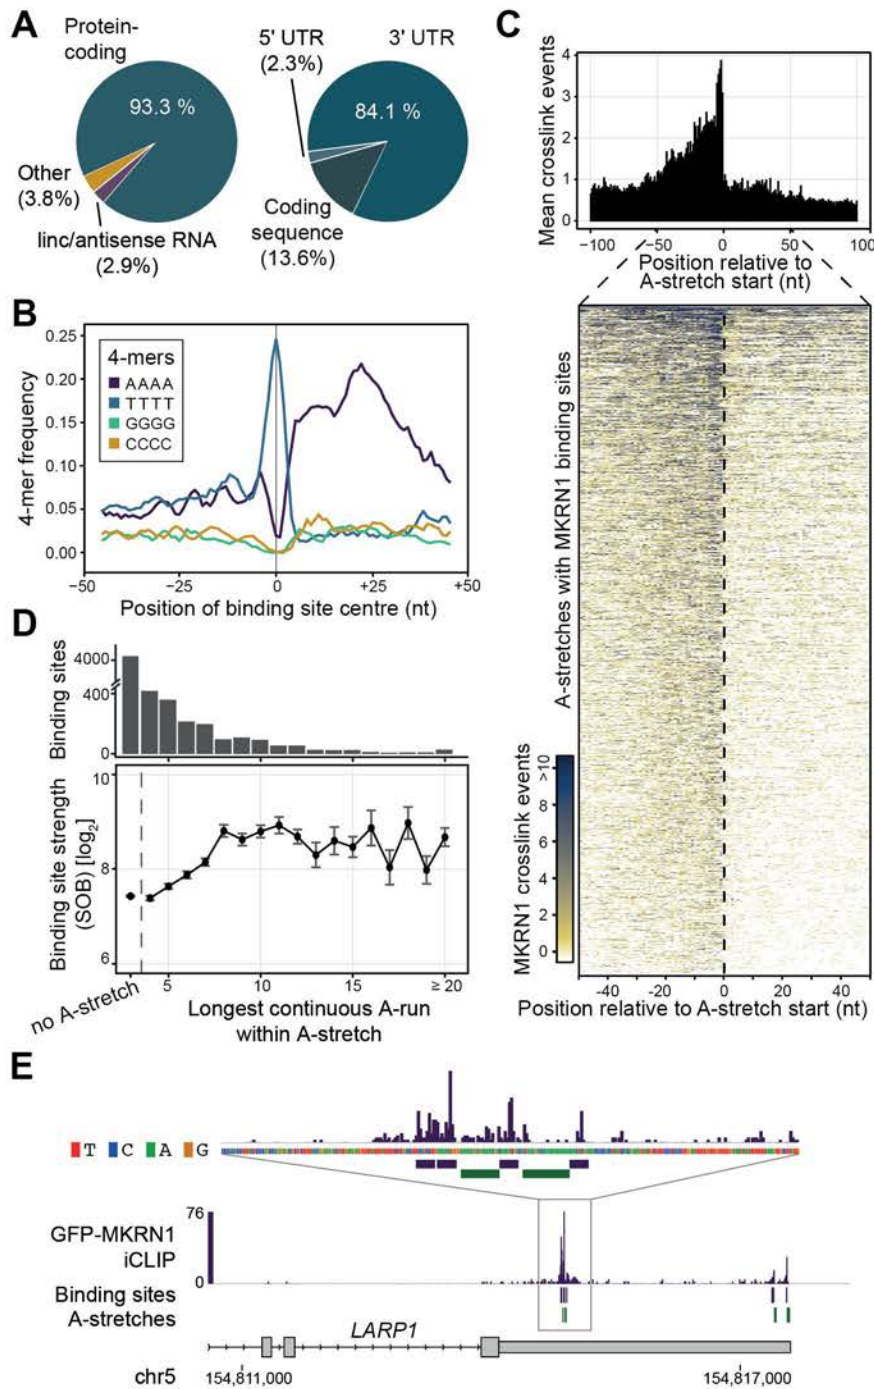 A
Protein-
coding
93.3 %
Other
(3.8%)
linc/antisense RNA
(2.9%)
5' UTR
(2.3%)
3' UTR
84.1 %
Coding
sequence
(13.6%)
B
4-mer frequency
0.25
0.20
0.15
0.10
0.05
0.00
4-mers
AAAA
TTTT
GGGG
CCCC
−50
−25
0
+25
+50
Position of binding site centre (nt)
C
Mean crosslink events
4
3
2
1
0
−100
−50
0
50
100
Position relative to
A-stretch start (nt)
A-stretches with MKRN1 binding sites
MKRN1 crosslink events
>10
8
6
4
2
0
-40
-20
0
20
40
Position relative to A-stretch start (nt)
D
Binding sites
4000
400
0
Binding site strength
(SOB) [log2]
10
8
6
no A-stretch
5
10
15
≥ 20
Longest continuous A-run
within A-stretch
E
T C A G
GFP-MKRN1
iCLIP
76
0
Binding sites
A-stretches
LARP1
chr5
154,811,000
154,817,000